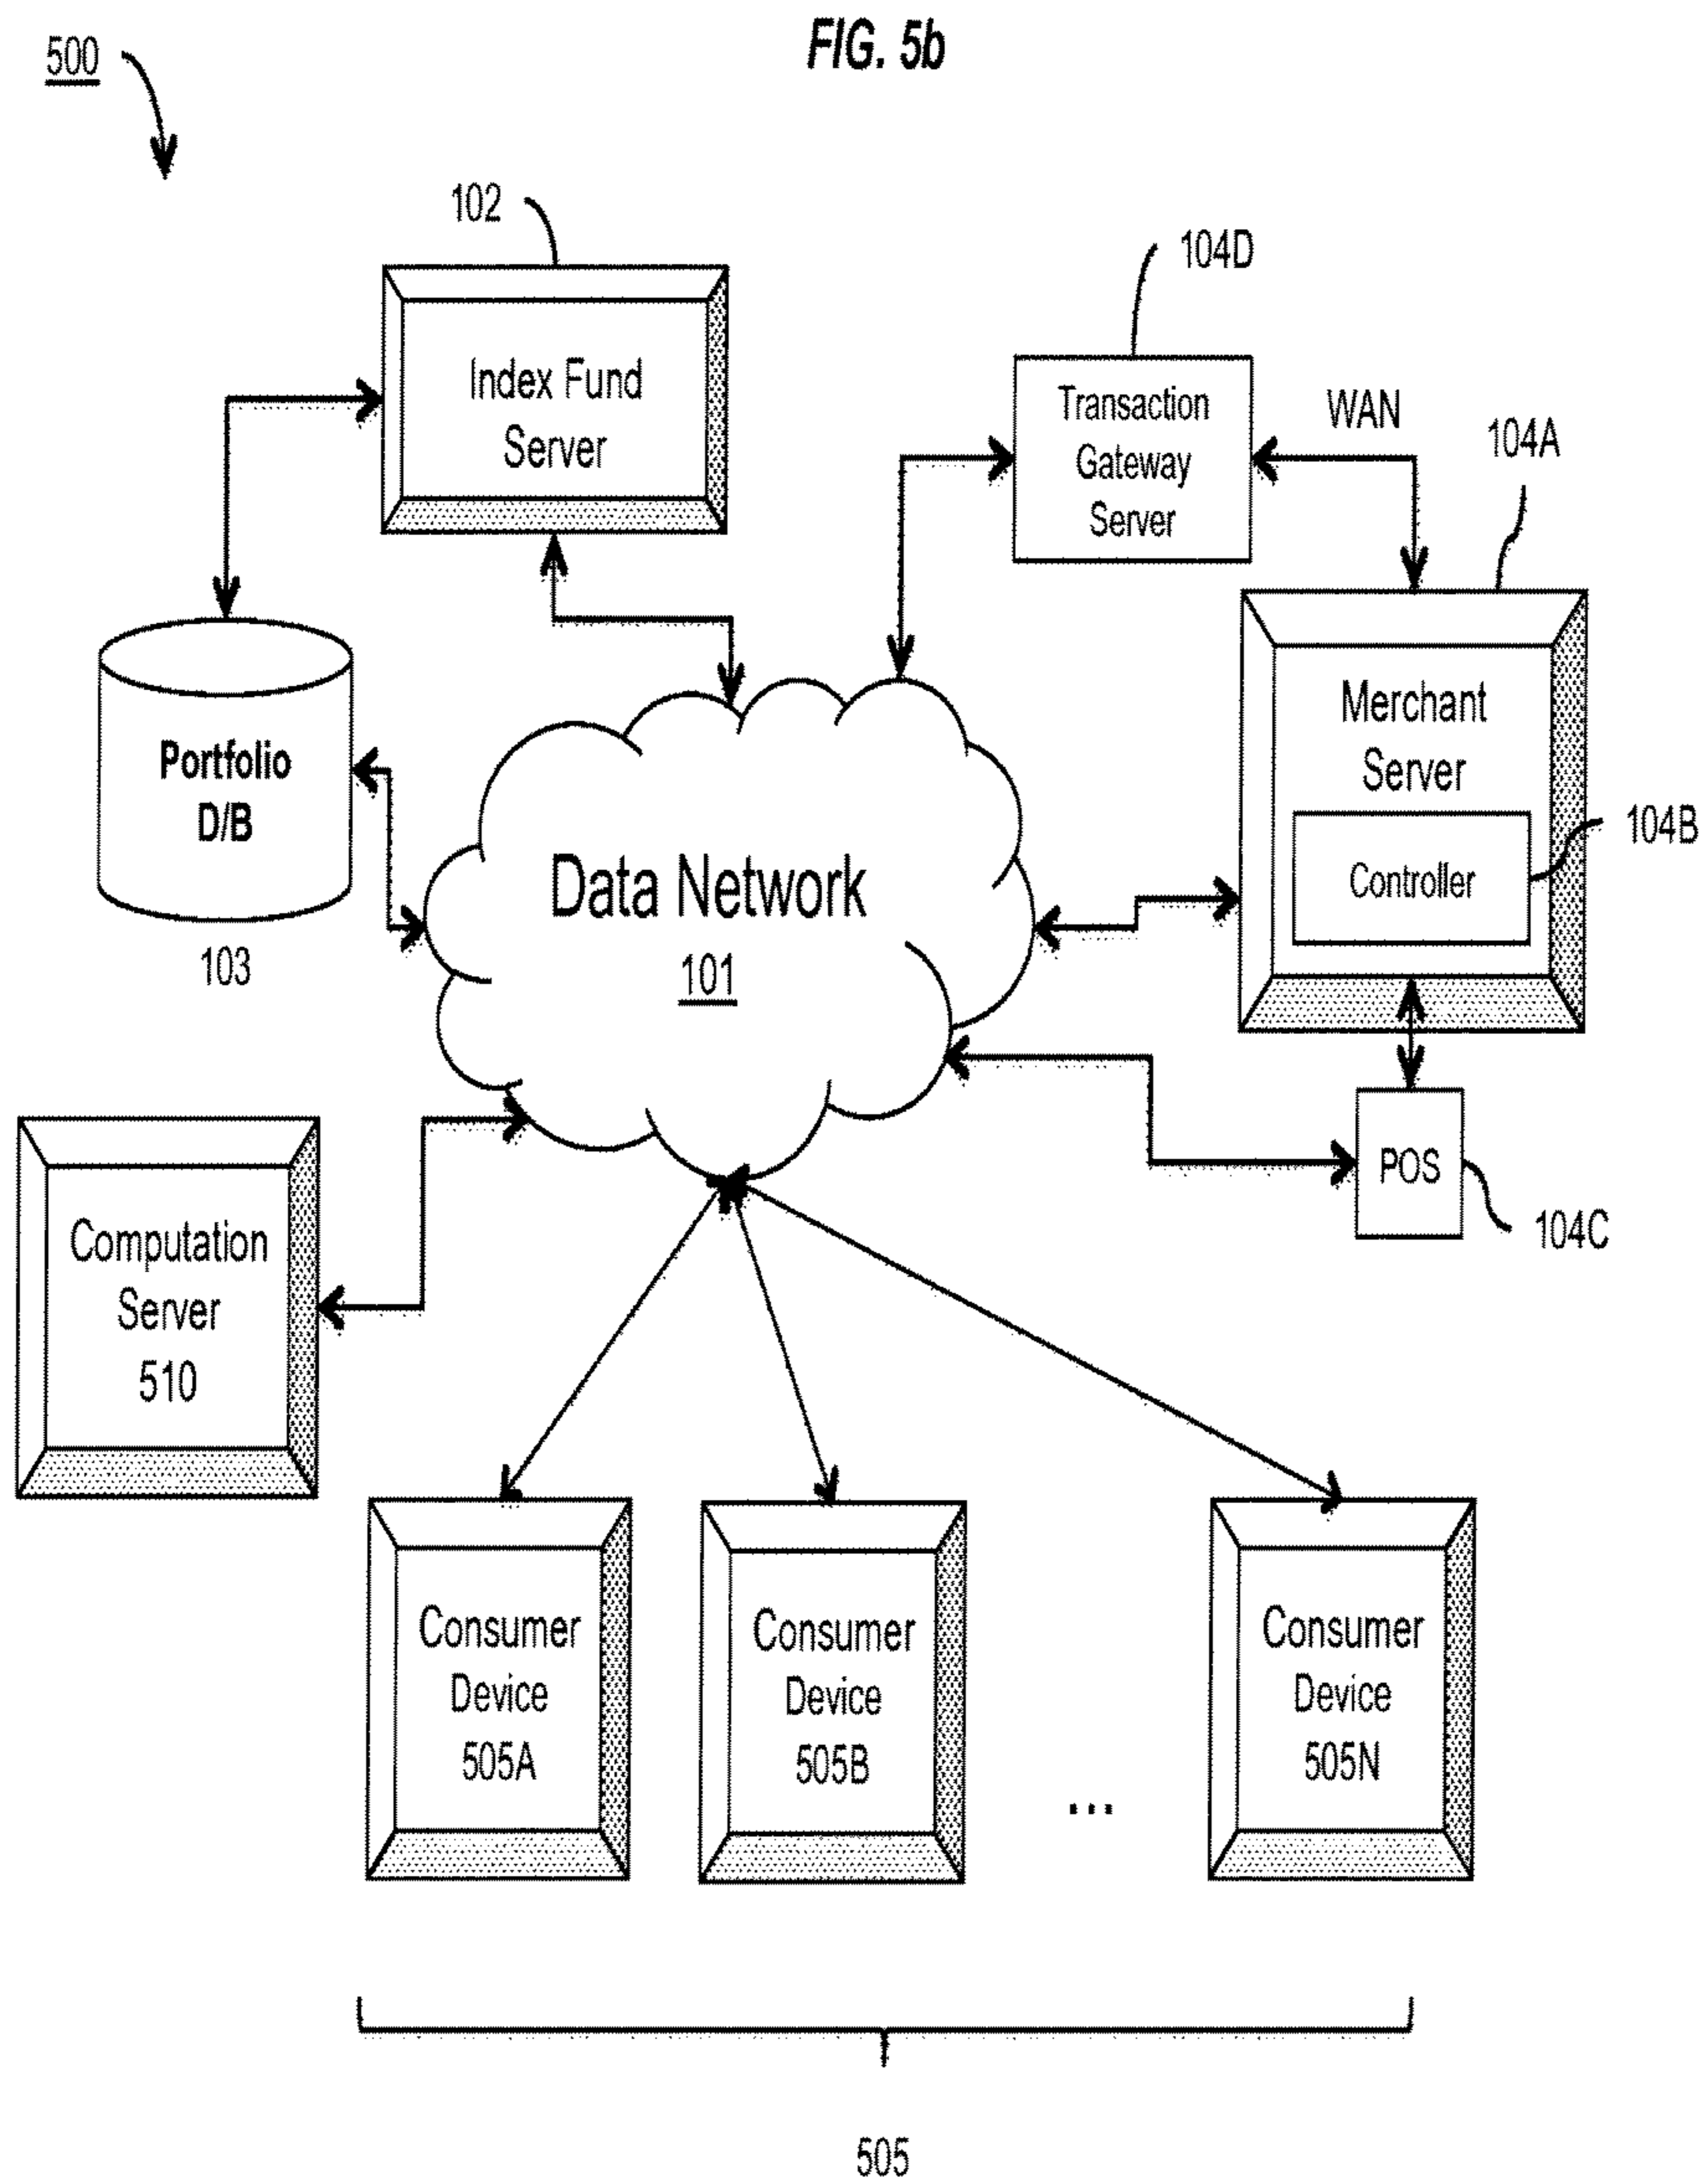 FIG. 5b
500
102
104D
Index Fund
Server
Transaction
Gateway
Server
WAN
104A
Portfolio
D/B
103
Merchant
Server
Controller
104B
Data Network
101
POS
104C
Computation
Server
510
Consumer
Device
505A
Consumer
Device
505B
...
Consumer
Device
505N
505